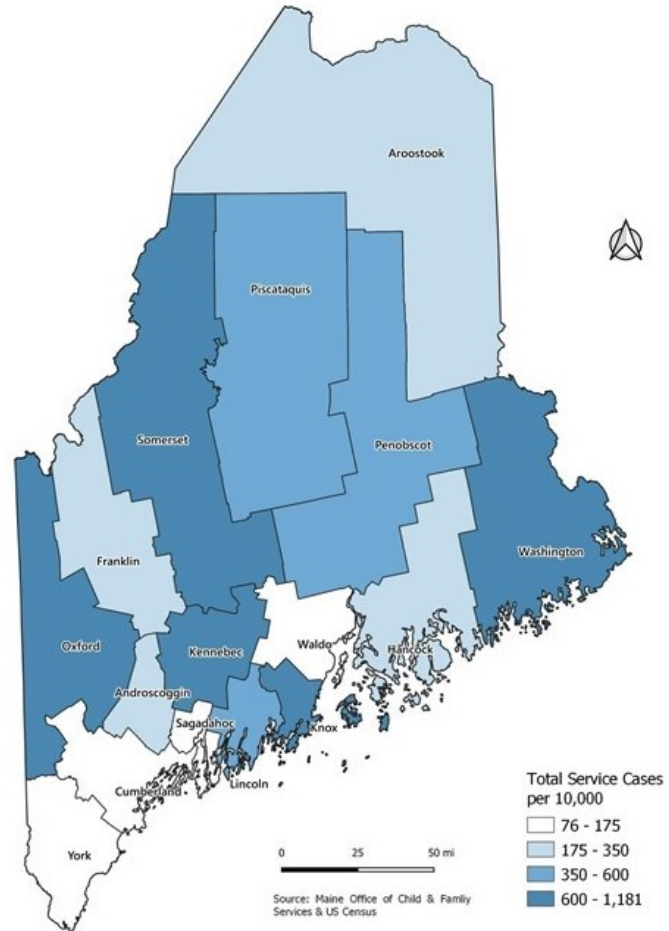 Aroostook
Piscataquis
Somerset
Penobscot
Franklin
Washington
Oxford
Kennebec
Waldo
Hancock
Androscoggin
Sagadahoc
Knox
Lincoln
Cumberland
York
Total Service Cases
per 10,000
76 - 175
175 - 350
350 - 600
600 - 1,181
0 25 50 mi
Source: Maine Office of Child & Famliy
Services & US Census